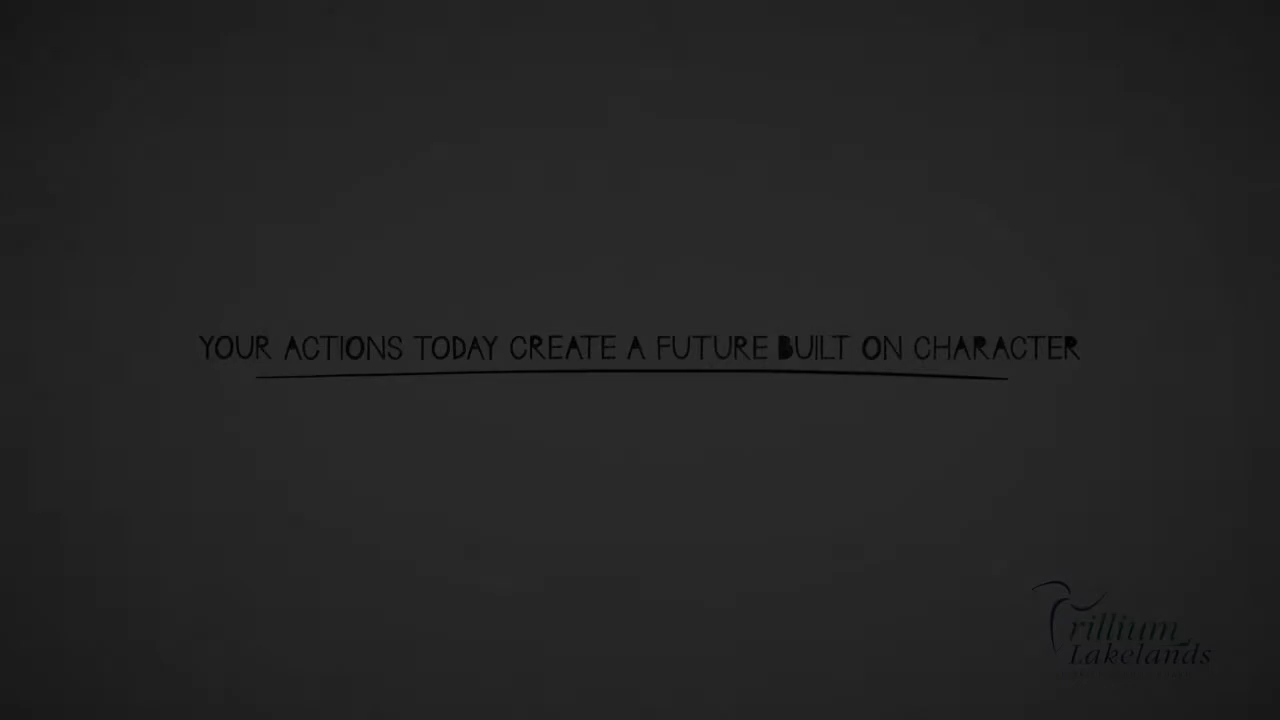 YOUR ACTIONS TODAY CREATE A FUTURE BUILT ON CHARACTER
Trillium
Lakelands